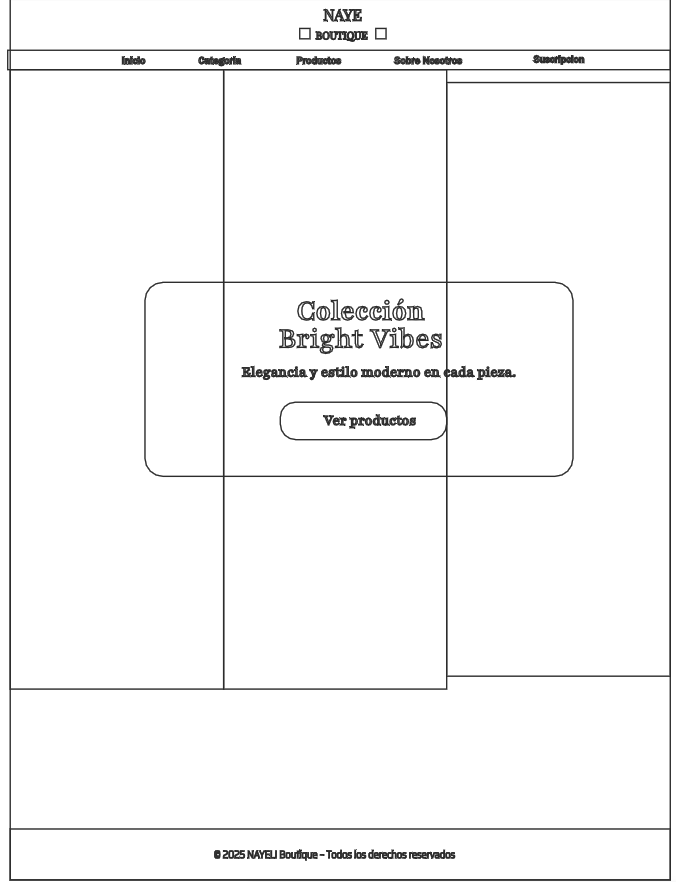 NAYE
BOUTIQUE
Inicio Categoria Productos Sobre Nosotros Suscripcion
Colección
Bright Vibes
Elegancia y estilo moderno en cada pieza.
Ver productos
© 2025 NAYELI Boutique – Todos los derechos reservados